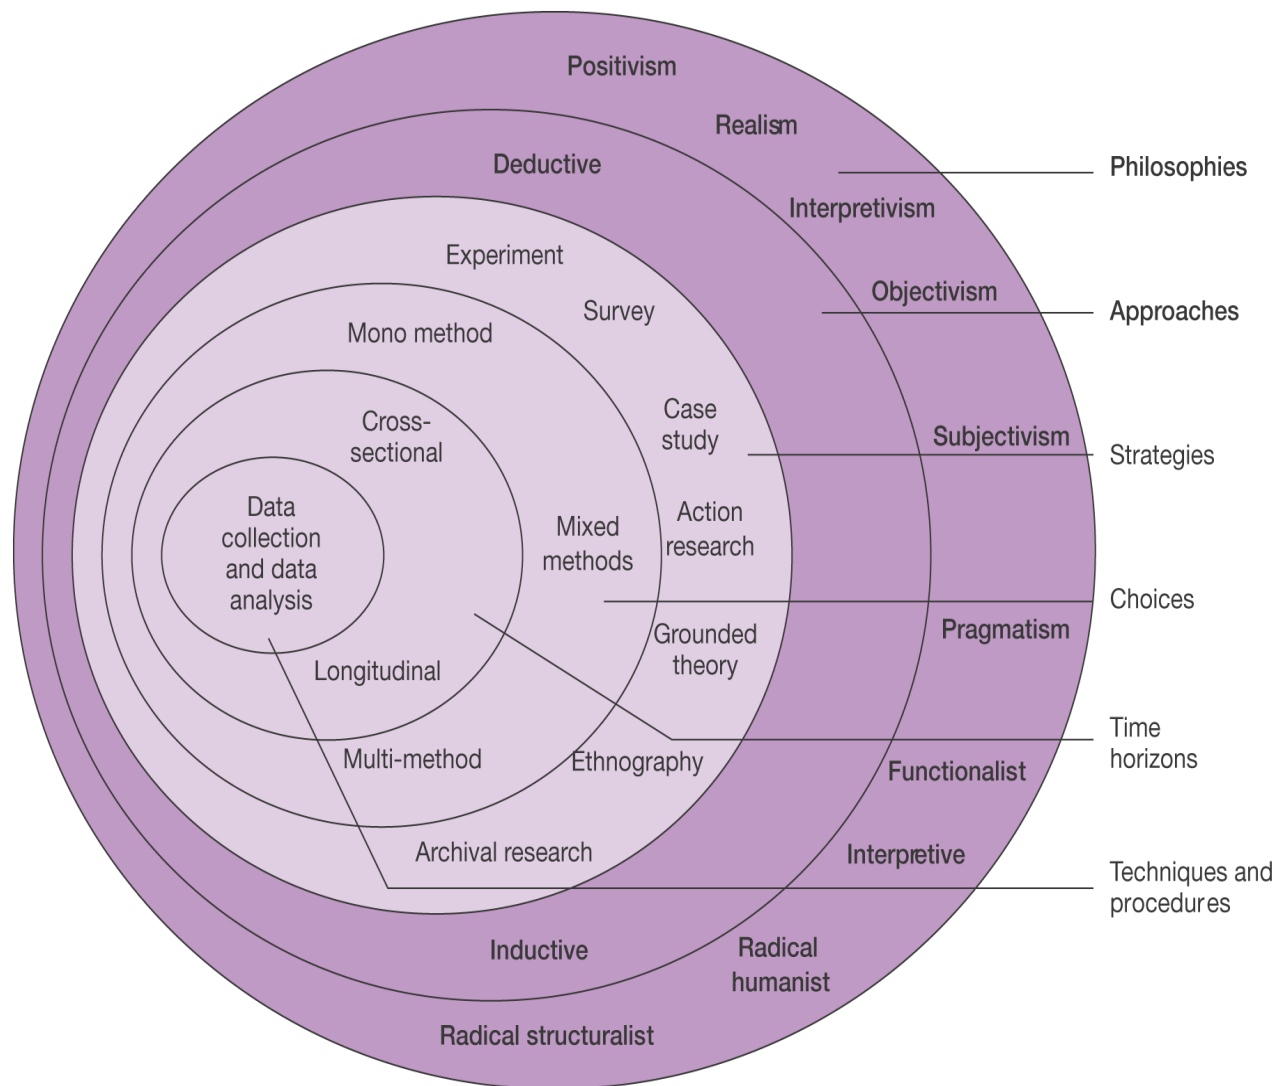 Positivism
Realism
Philosophies
Deductive
Interpretivism
Experiment
Objectivism
Approaches
Survey
Mono method
Case
study
Cross-
sectional
Subjectivism
Strategies
Data
collection
and data
analysis
Mixed
methods
Action
research
Choices
Grounded
theory
Pragmatism
Longitudinal
Time
horizons
Multi-method
Ethnography
Functionalist
Archival research
Interpretive
Techniques and
procedures
Inductive
Radical
humanist
Radical structuralist